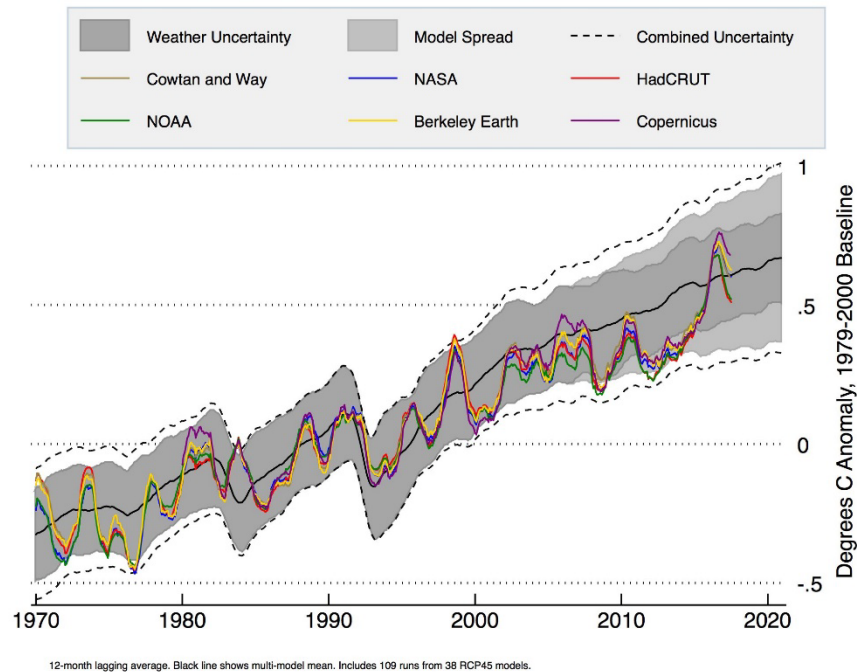 Weather Uncertainty Model Spread Combined Uncertainty
Cowtan and Way NASA HadCRUT
NOAA Berkeley Earth Copernicus
1
.5
0
-.5
Degrees C Anomaly, 1979-2000 Baseline
1970 1980 1990 2000 2010 2020
12-month lagging average. Black line shows multi-model mean. Includes 109 runs from 38 RCP45 models.